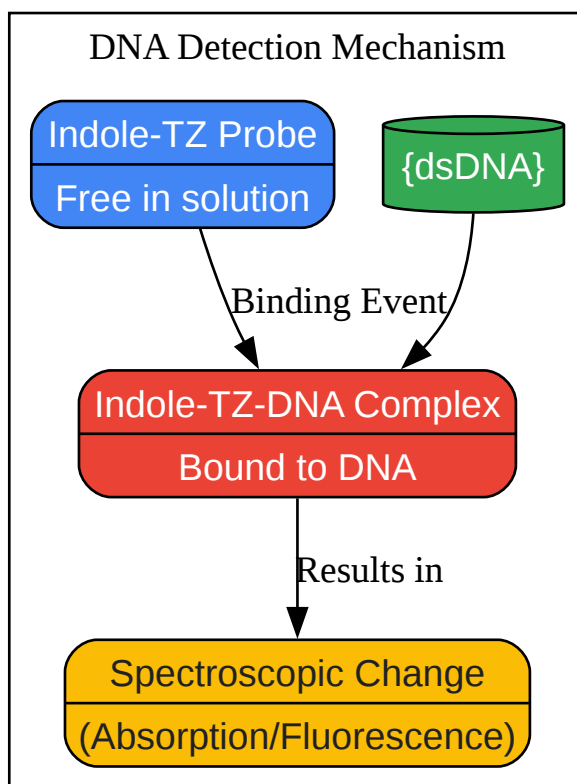 DNA Detection Mechanism
Indole-TZ Probe
Free in solution
{dsDNA}
Binding Event
Indole-TZ-DNA Complex
Bound to DNA
Results in
Spectroscopic Change
(Absorption/Fluorescence)